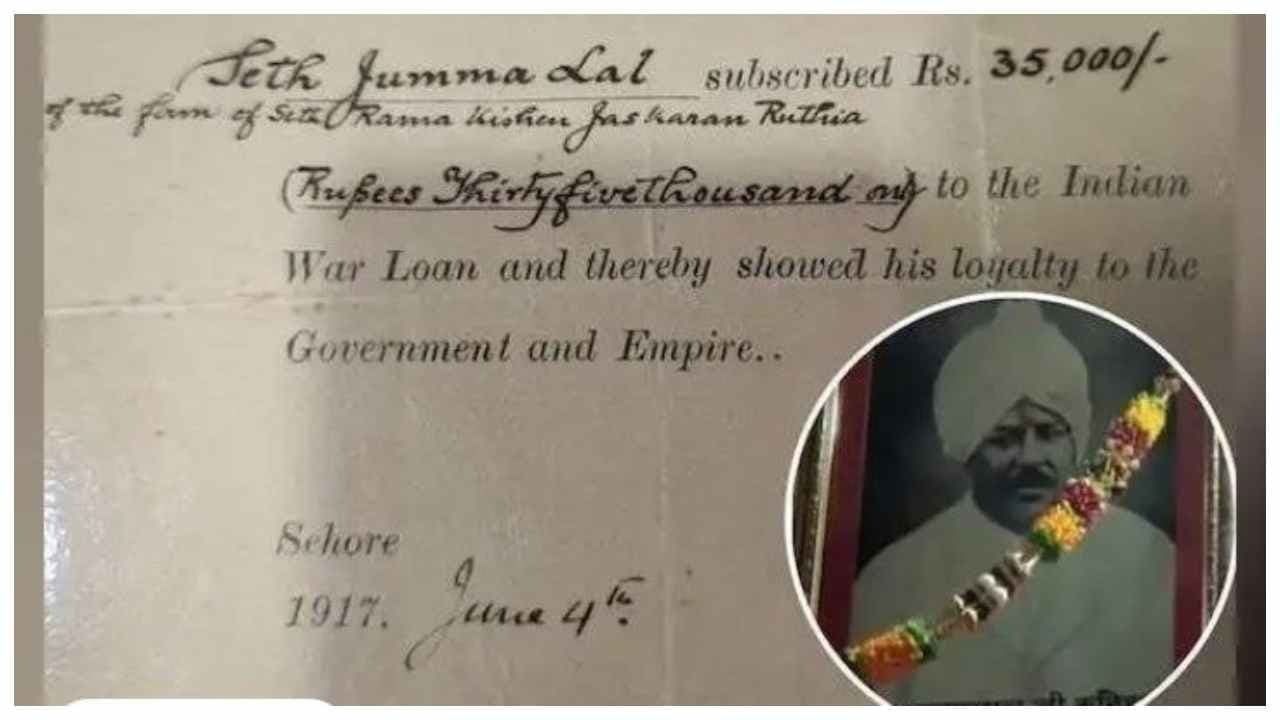 Seth Jumma Lal subscribed Rs. 35,000/-
of the firm of Seth Rama Kishen Jaskaran Ruthia
(Rupees Thirtyfivethousand only to the Indian
War Loan and thereby showed his loyalty to the
Government and Empire..
Sehore
1917. June 4th.